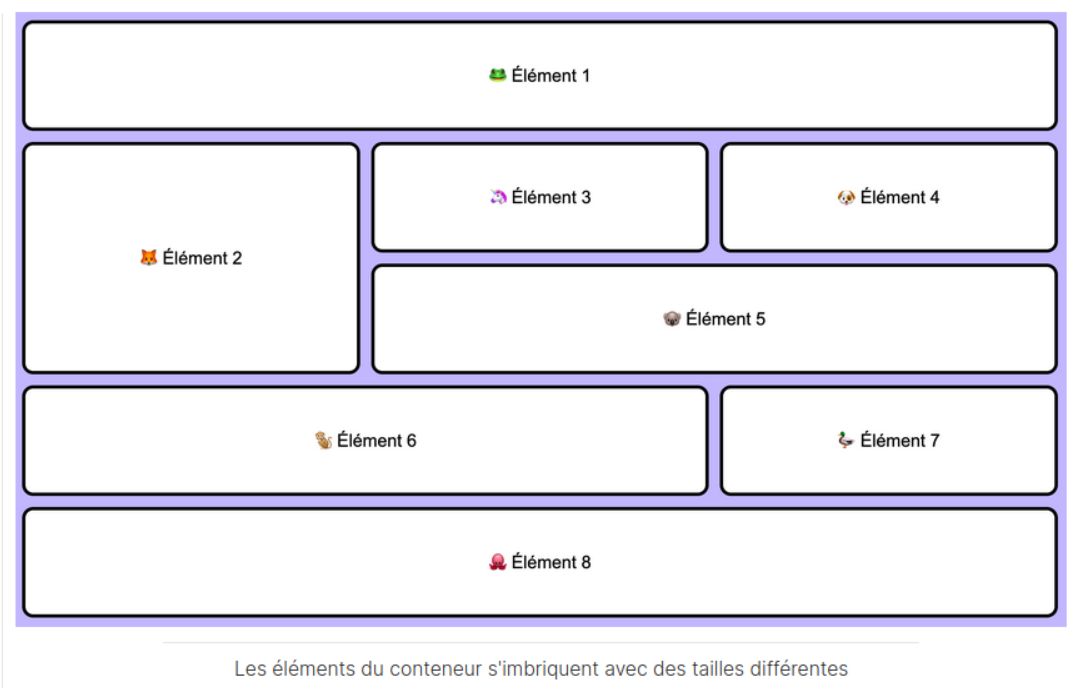 🐸 Élément 1
🦊 Élément 2
🦄 Élément 3
🐶 Élément 4
🐨 Élément 5
🐒 Élément 6
🦆 Élément 7
🐙 Élément 8
Les éléments du conteneur s'imbriquent avec des tailles différentes